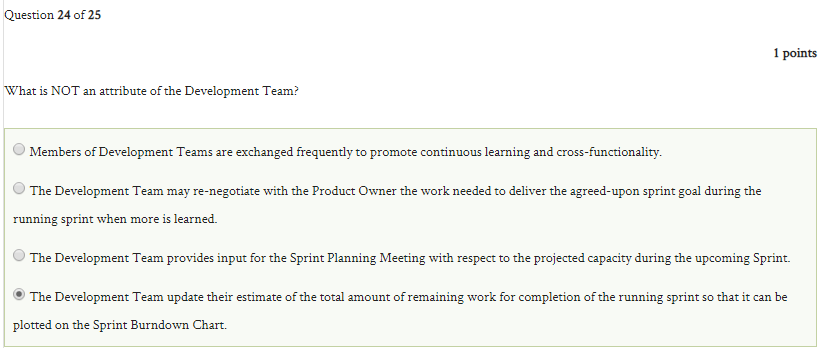 Question 24 of 25
1 points
What is NOT an attribute of the Development Team?
Members of Development Teams are exchanged frequently to promote continuous learning and cross-functionality.
The Development Team may re-negotiate with the Product Owner the work needed to deliver the agreed-upon sprint goal during the
running sprint when more is learned.
The Development Team provides input for the Sprint Planning Meeting with respect to the projected capacity during the upcoming Sprint.
The Development Team update their estimate of the total amount of remaining work for completion of the running sprint so that it can be
plotted on the Sprint Burndown Chart.